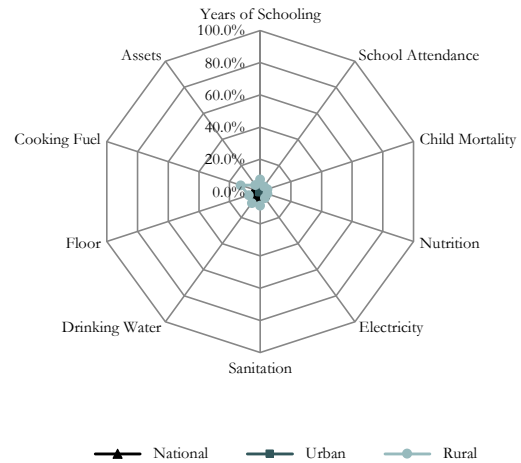 Years of Schooling
100.0%
School Attendance
Assets
80.0%
60.0%
Cooking Fuel
Child Mortality
40.0%
20.0%
0.0%
Floor
Nutrition
Drinking Water
Electricity
Sanitation
National Urban Rural